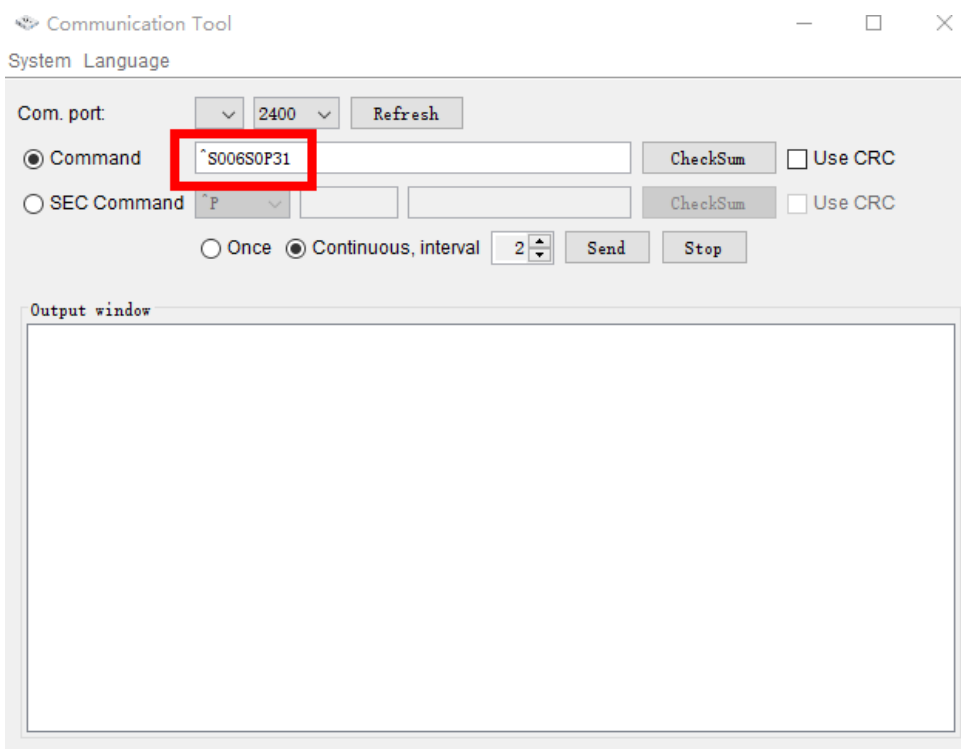 Communication Tool
System Language
Com. port: 2400 Refresh
Command ^S006S0P31 CheckSum Use CRC
SEC Command ^P CheckSum Use CRC
Once Continuous, interval 2 Send Stop
Output window